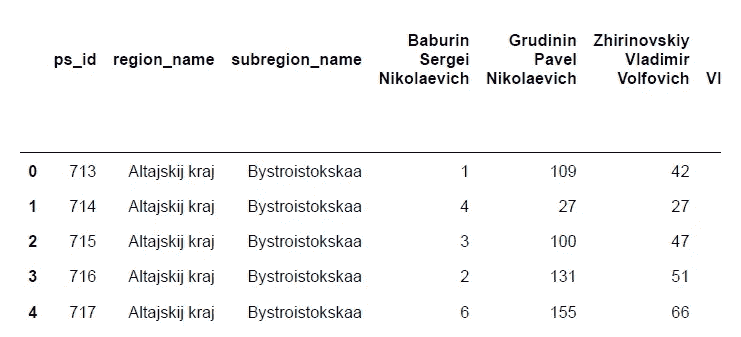 ps_id region_name subregion_name Baburin Sergei Nikolaevich Grudinin Pavel Nikolaevich Zhirinovskiy Vladimir Volfovich Vl
0 713 Altajskij kraj Bystroistokskaa 1 109 42
1 714 Altajskij kraj Bystroistokskaa 4 27 27
2 715 Altajskij kraj Bystroistokskaa 3 100 47
3 716 Altajskij kraj Bystroistokskaa 2 131 51
4 717 Altajskij kraj Bystroistokskaa 6 155 66